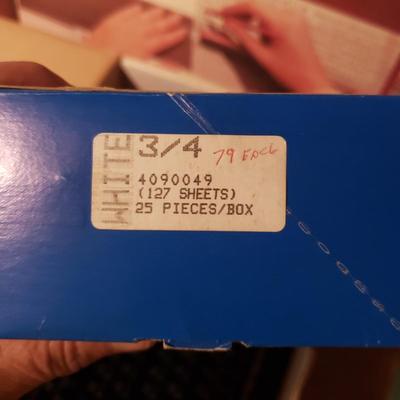 WHITE
3/4 79 EACH
4090049
(127 SHEETS)
25 PIECES/BOX